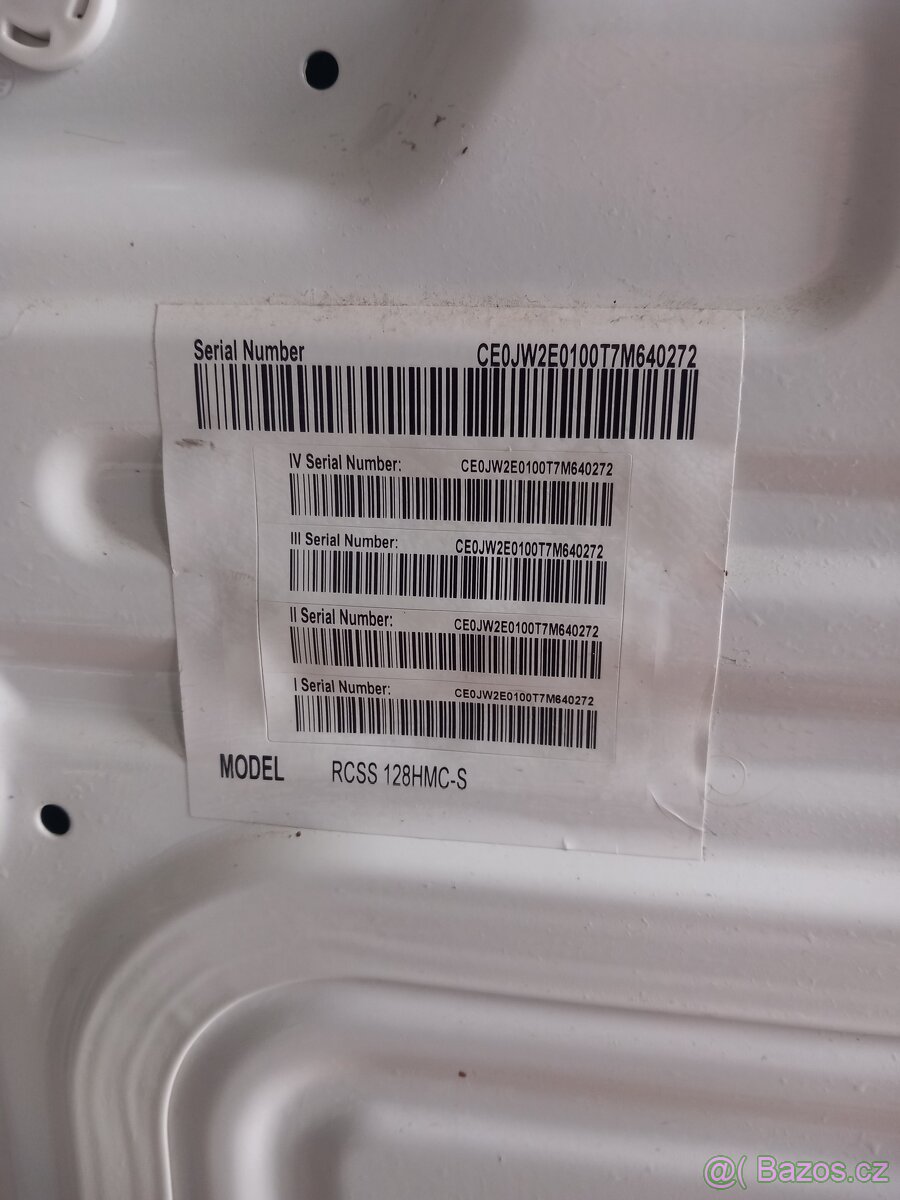 Serial Number CE0JW2E0100T7M640272
IV Serial Number: CE0JW2E0100T7M640272
III Serial Number: CE0JW2E0100T7M640272
II Serial Number: CE0JW2E0100T7M640272
I Serial Number: CE0JW2E0100T7M640272
MODEL RCSS 128HMC-S
@( Bazos.cz